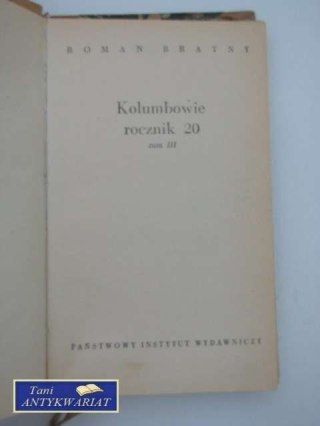 ROMAN BRATNY
Kolumbowie
rocznik 20
tom III
PAŃSTWOWY INSTYTUT WYDAWNICZY
Tani
ANTYKWARIAT